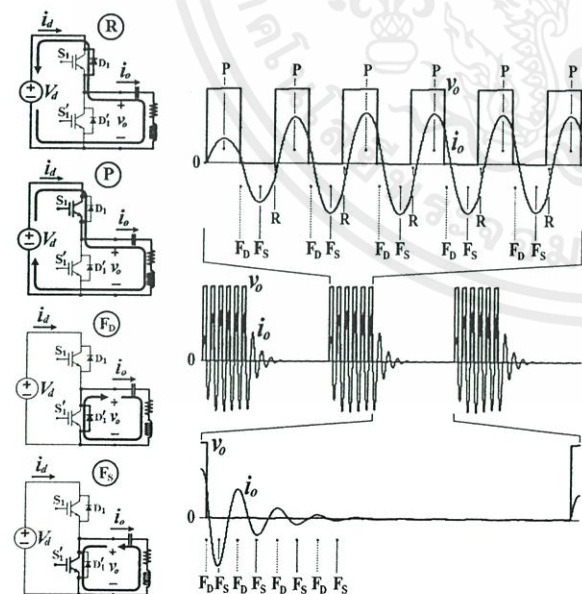 i_d R
S₁ D₁ i_o
V_d
S₁' D₁' + v_o −
i_d P
S₁ D₁ i_o
V_d
S₁' D₁' + v_o −
i_d F_D
S₁ D₁ i_o
V_d
S₁' D₁' + v_o −
i_d F_S
S₁ D₁ i_o
V_d
S₁' D₁' + v_o −
P P P P P P
v_o
i_o
0
R R R R R
F_D F_S F_D F_S F_D F_S F_D F_S F_D F_S
v_o
i_o
0
v_o
i_o
0
F_D F_S F_D F_S F_D F_S F_D F_S